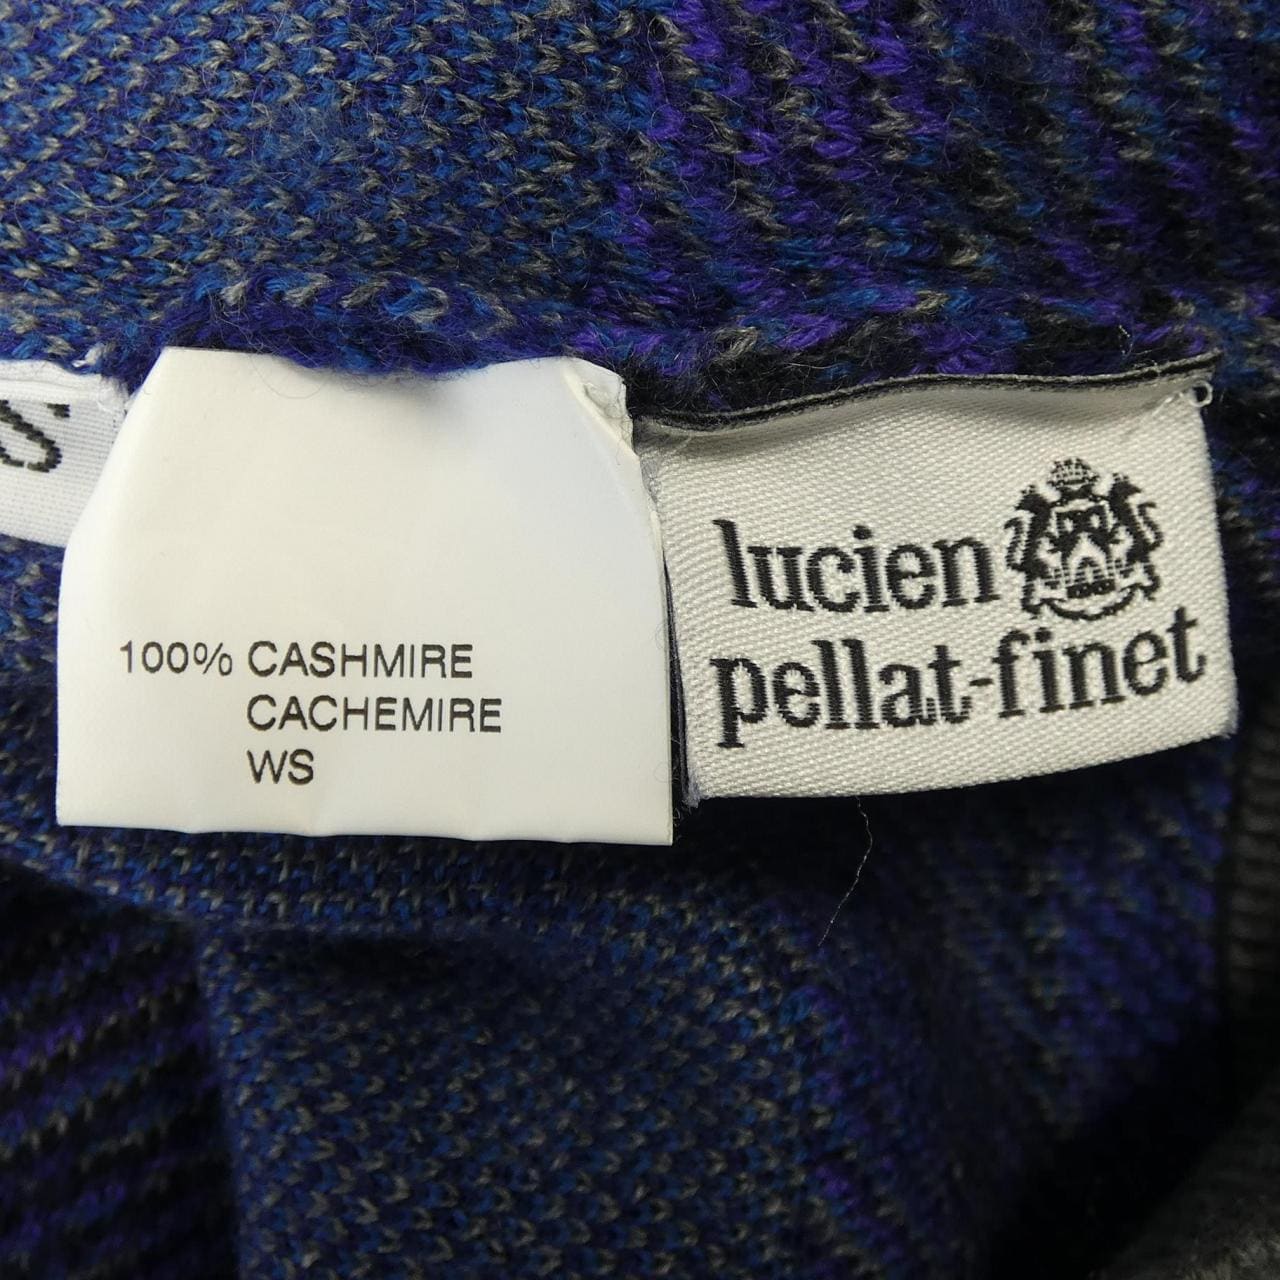 S
100% CASHMIRE
CACHEMIRE
WS
lucien
pellat-finet